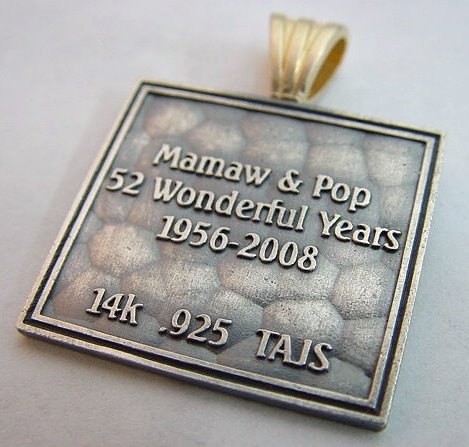 Mamaw & Pop
52 Wonderful Years
1956-2008
14k .925 TAJS